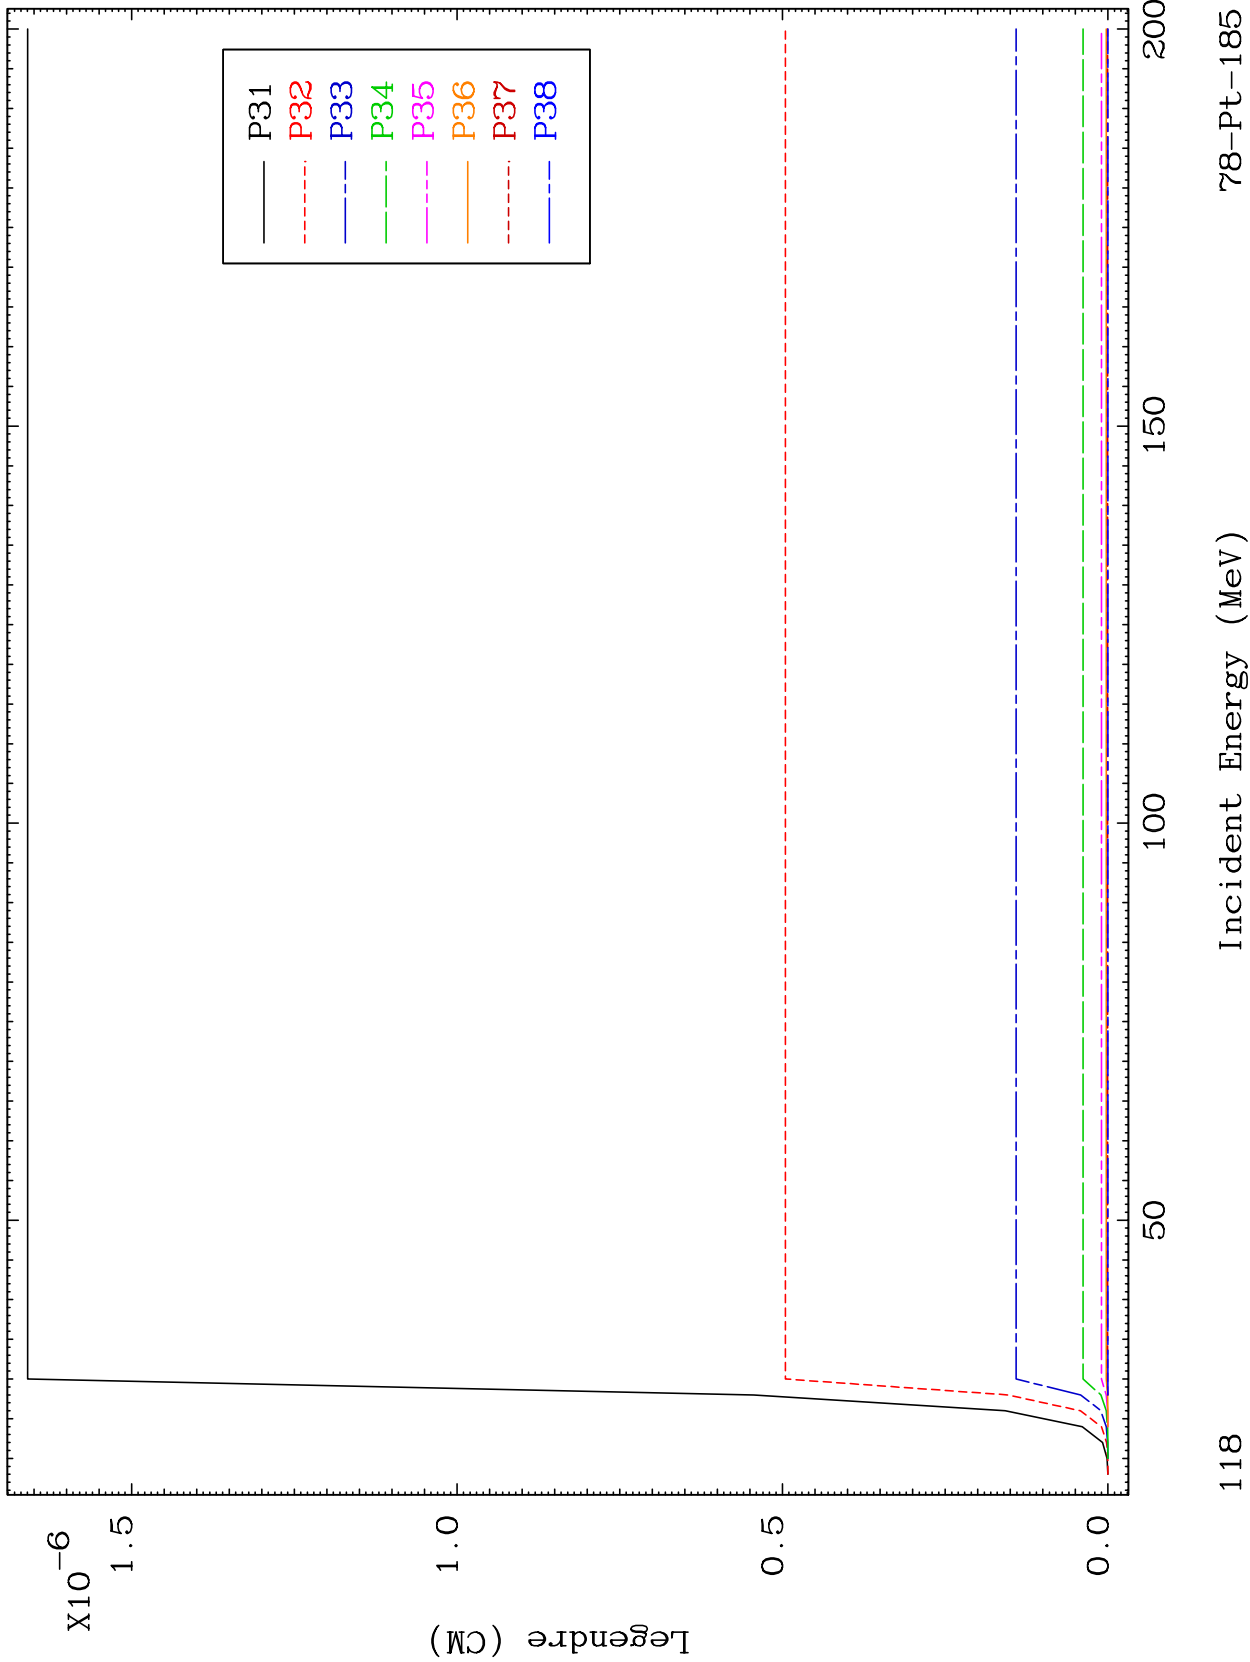 X10-6
1.5
1.0
0.5
0.0
Legendre (CM)
P31
P32
P33
P34
P35
P36
P37
P38
50
100
150
200
Incident Energy (MeV)
118
78-Pt-185